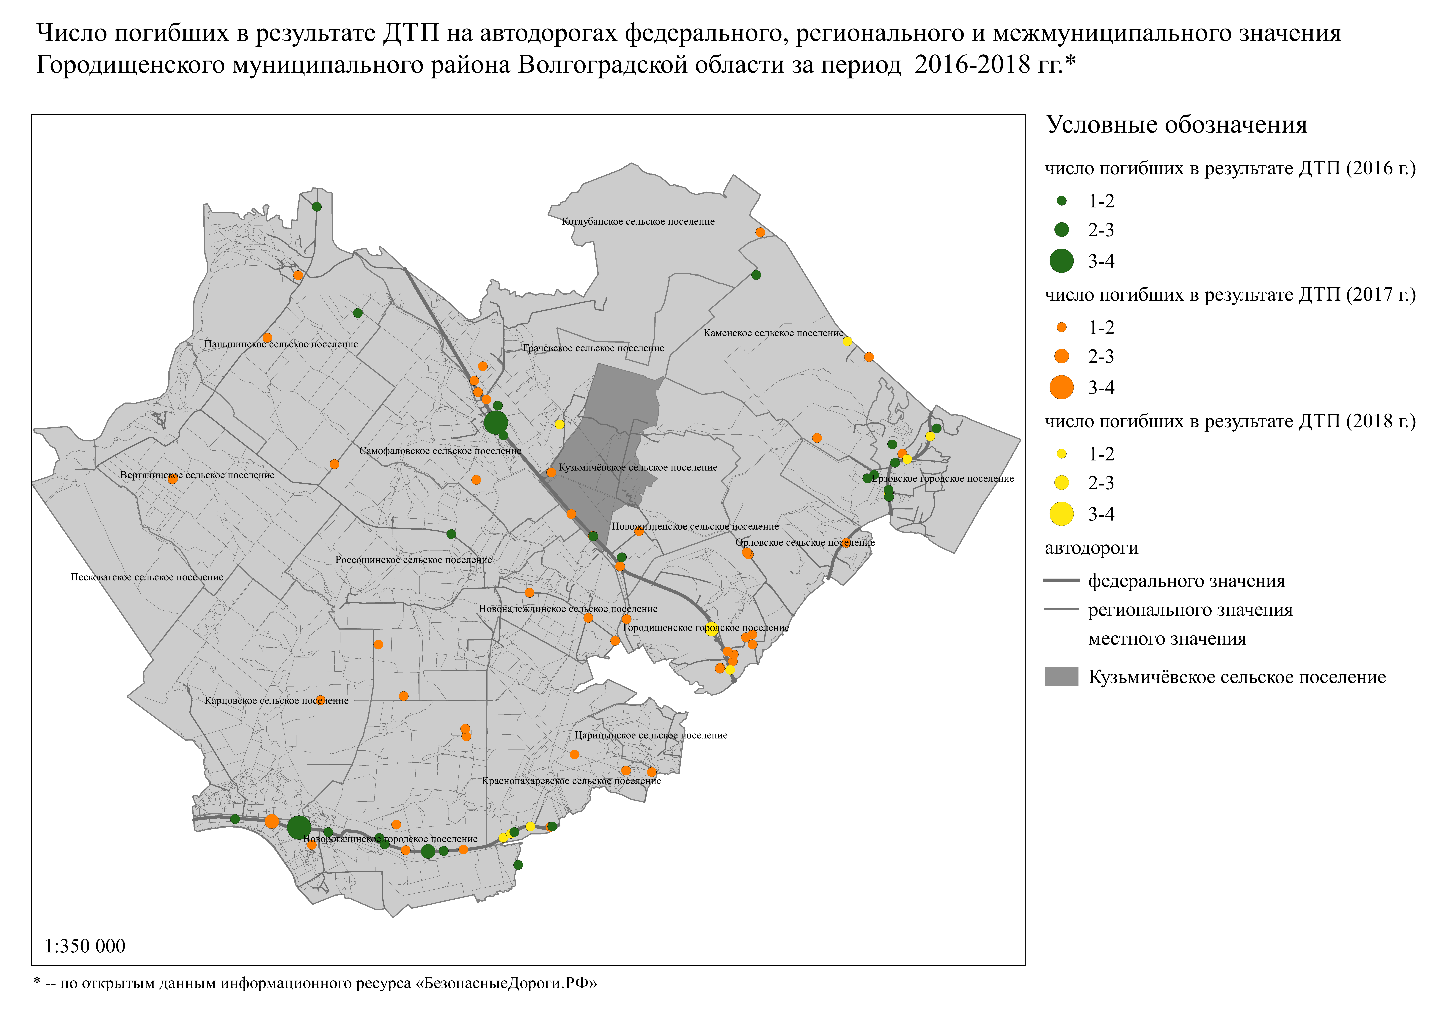 Число погибших в результате ДТП на автодорогах федерального, регионального и межмуниципального значения
Городищенского муниципального района Волгоградской области за период 2016-2018 гг.*
Условные обозначения
число погибших в результате ДТП (2016 г.)
1-2
2-3
3-4
число погибших в результате ДТП (2017 г.)
1-2
2-3
3-4
число погибших в результате ДТП (2018 г.)
1-2
2-3
3-4
автодороги
федерального значения
регионального значения
местного значения
Кузьмичёвское сельское поселение
Котлубанское сельское поселение
Каменское сельское поселение
Паньшинское сельское поселение
Грачёвское сельское поселение
Самофаловское сельское поселение
Кузьмичёвское сельское поселение
Вертячинское сельское поселение
Ерзовское городское поселение
Новожизненское сельское поселение
Орловское сельское поселение
Россошинское сельское поселение
Песковатское сельское поселение
Новонадеждинское сельское поселение
Городищенское городское поселение
Карповское сельское поселение
Царицынское сельское поселение
Краснопахаревское сельское поселение
Новорогачинское городское поселение
1:350 000
* -- по открытым данным информационного ресурса «БезопасныеДороги.РФ»